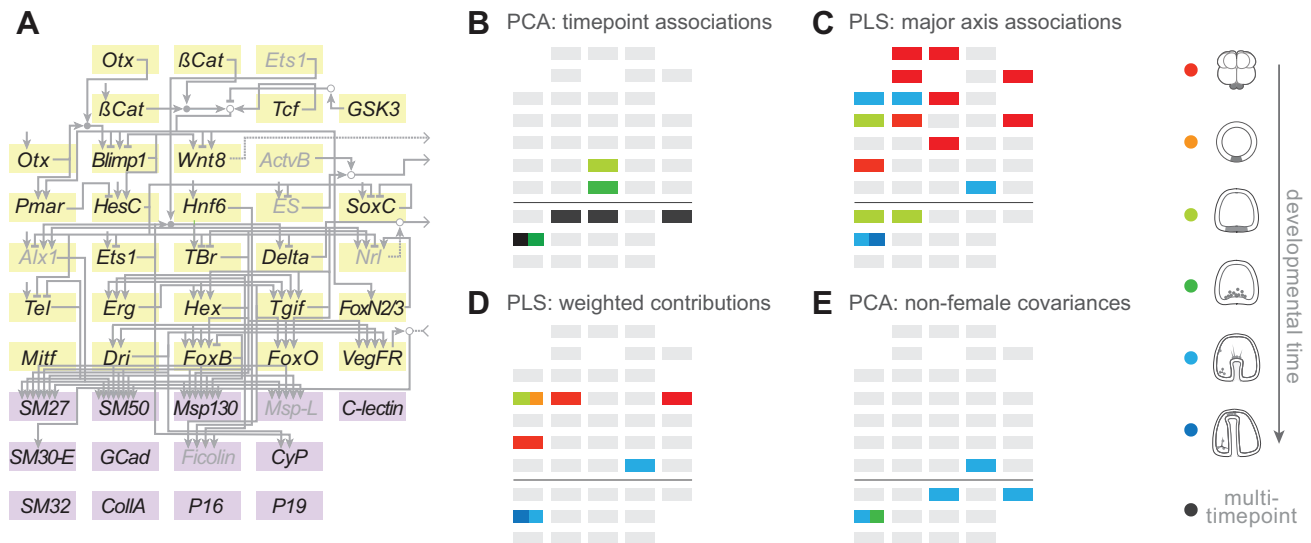 A
Otx ßCat Ets1
ßCat Tcf GSK3
Otx Blimp1 Wnt8 ActvB
Pmar HesC Hnf6 ES SoxC
Alx1 Ets1 TBr Delta Nrl
Tel Erg Hex Tgif FoxN2/3
Mitf Dri FoxB FoxO VegFR
SM27 SM50 Msp130 Msp-L C-lectin
SM30-E GCad Ficolin CyP
SM32 CollA P16 P19
B PCA: timepoint associations
C PLS: major axis associations
D PLS: weighted contributions
E PCA: non-female covariances
developmental time
multi-
timepoint